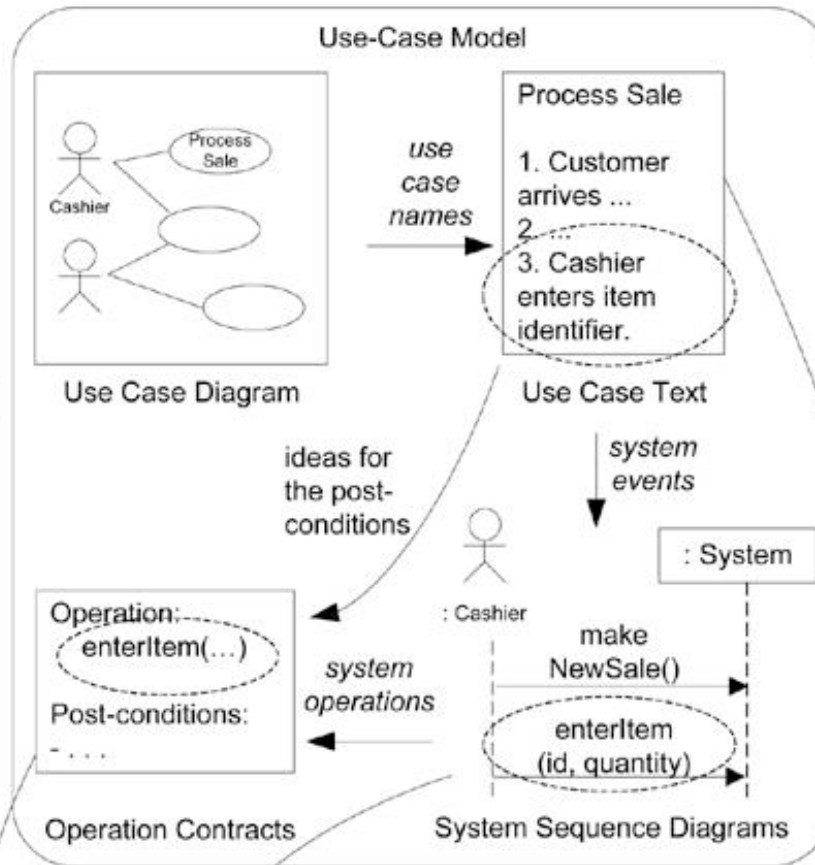 Use-Case Model
Process
Sale
Cashier
Use Case Diagram
use
case
names
Process Sale
1. Customer
arrives ...
2. ...
3. Cashier
enters item
identifier.
Use Case Text
ideas for
the post-
conditions
system
events
Operation:
enterItem(...)
Post-conditions:
- . . .
Operation Contracts
system
operations
: Cashier
: System
make
NewSale()
enterItem
(id, quantity)
System Sequence Diagrams